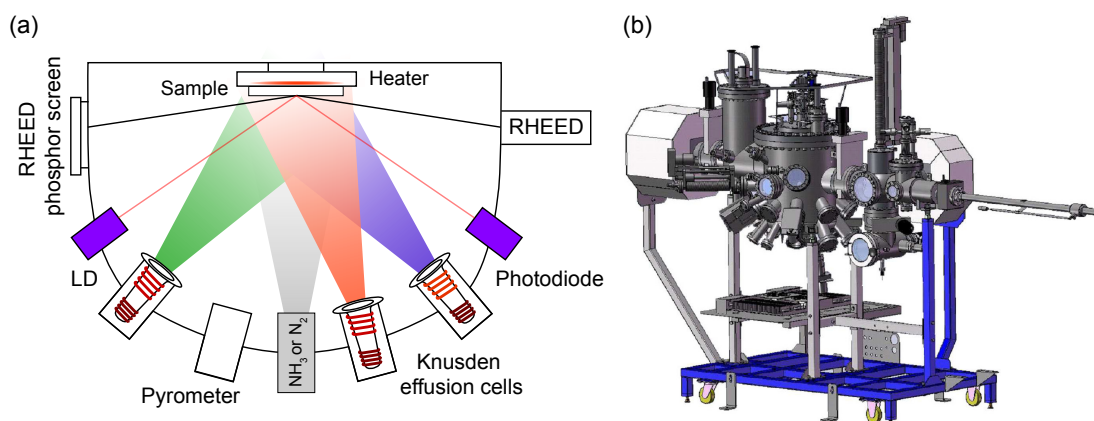 (a)
Sample
Heater
RHEED
phosphor screen
RHEED
LD
Photodiode
Pyrometer
NH3 or N2
Knusden
effusion cells
(b)